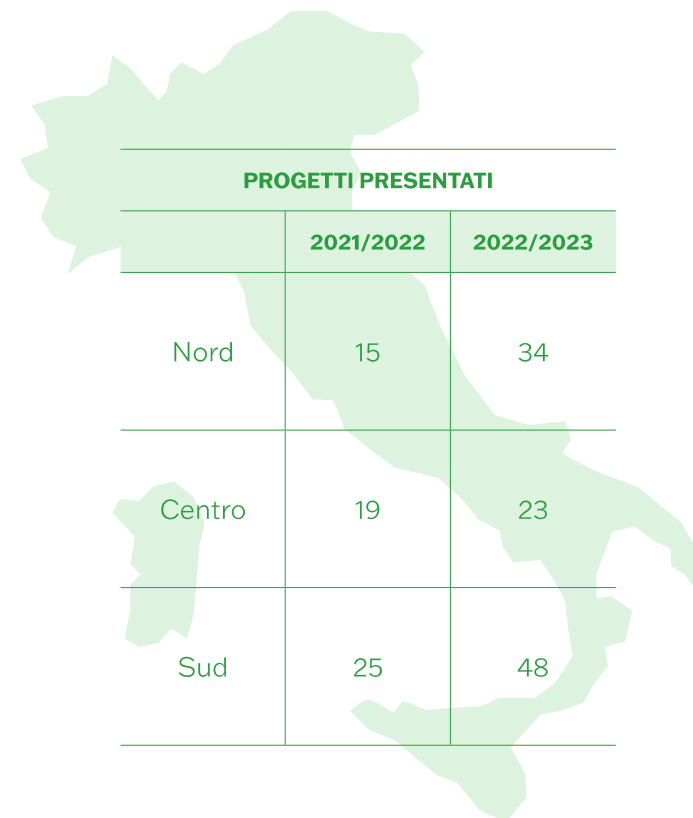 PROGETTI PRESENTATI
2021/2022 2022/2023
Nord 15 34
Centro 19 23
Sud 25 48